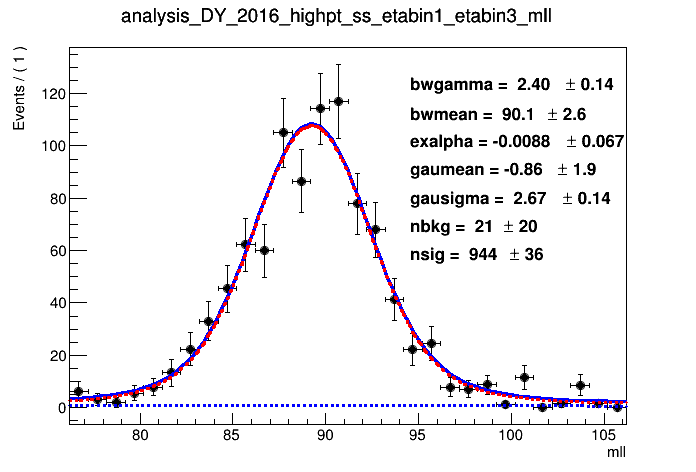 analysis_DY_2016_highpt_ss_etabin1_etabin3_mll
Events / ( 1 )
bwgamma = 2.40 ± 0.14
bwmean = 90.1 ± 2.6
exalpha = -0.0088 ± 0.067
gaumean = -0.86 ± 1.9
gausigma = 2.67 ± 0.14
nbkg = 21 ± 20
nsig = 944 ± 36
120
100
80
60
40
20
0
80 85 90 95 100 105
mll